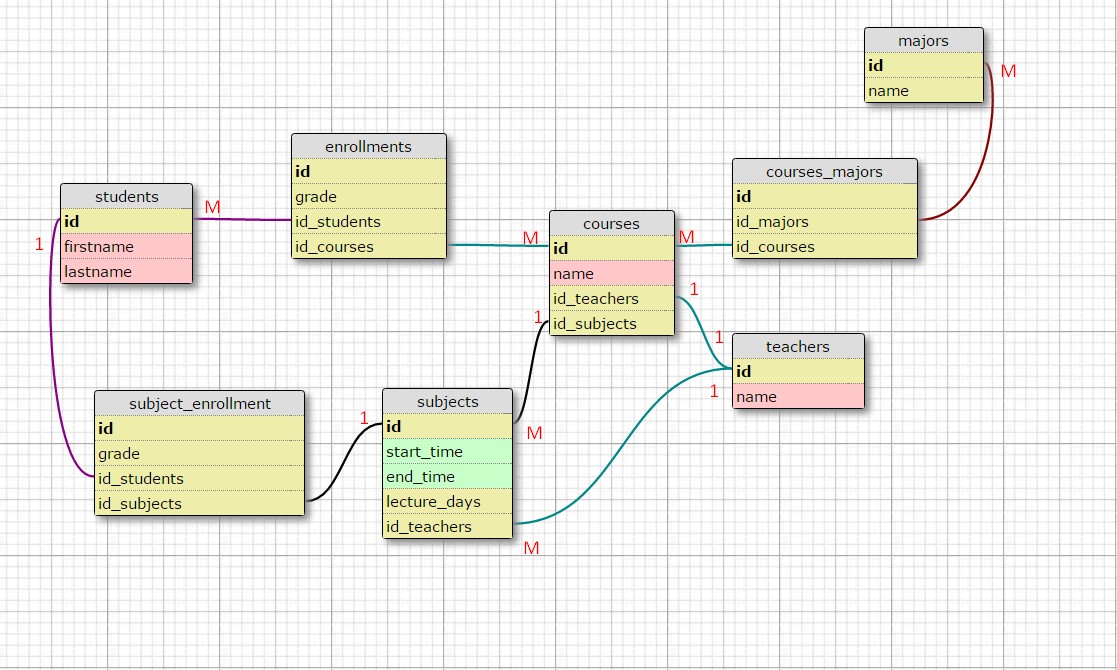 majors
id
name
M
enrollments
id
grade
id_students
id_courses
courses_majors
id
id_majors
id_courses
students
id
firstname
lastname
M
1
courses
id
name
id_teachers
id_subjects
M
M
1
1
1
1
teachers
id
name
subject_enrollment
id
grade
id_students
id_subjects
1
subjects
id
start_time
end_time
lecture_days
id_teachers
M
M